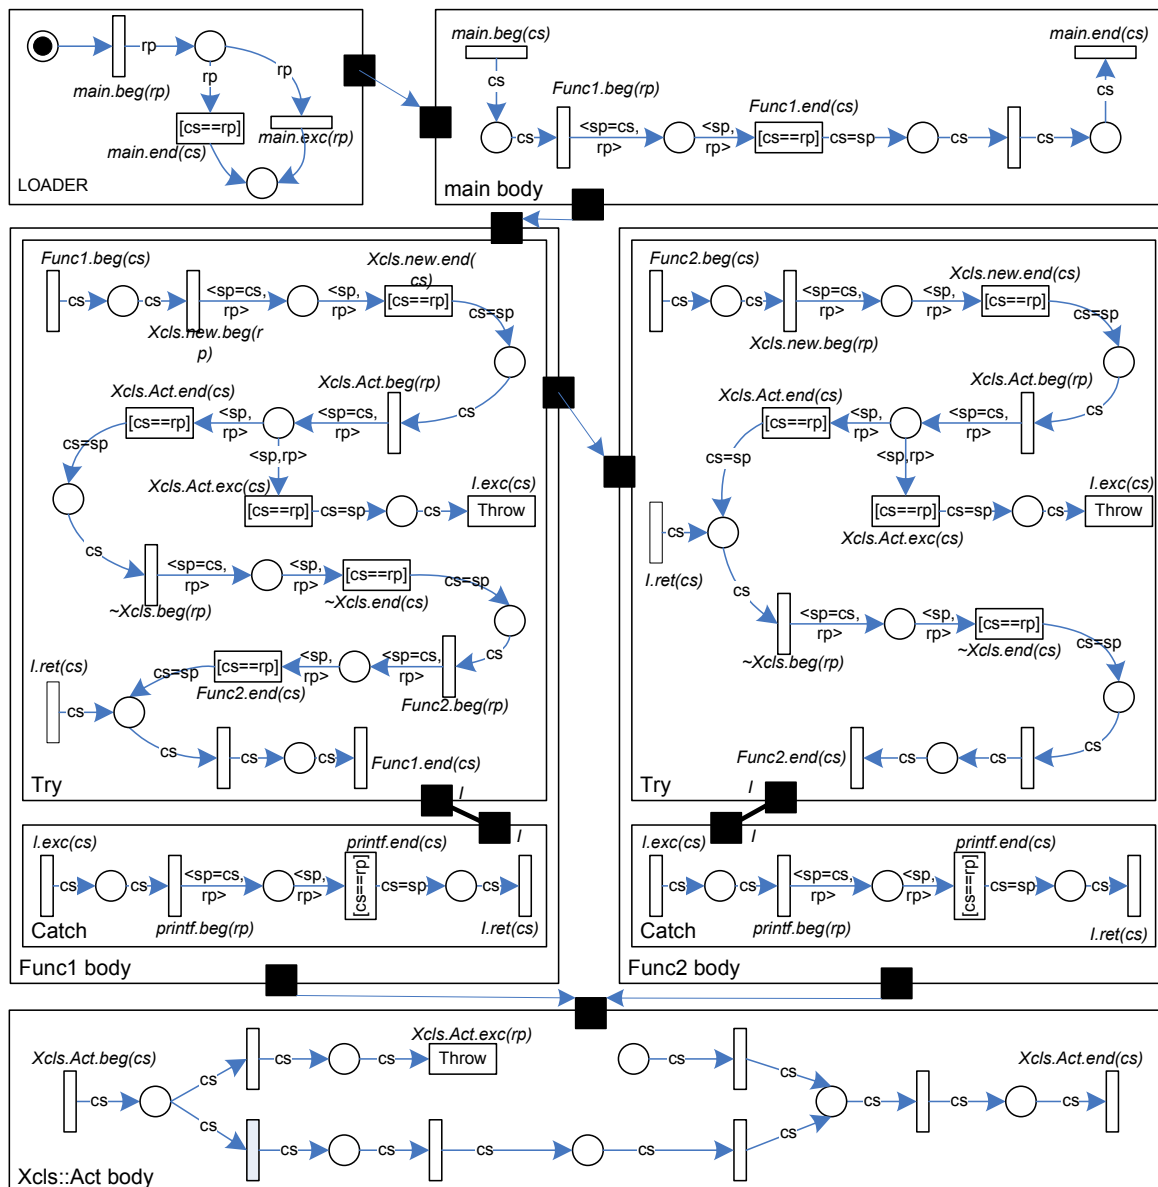 rp
rp
rp
main.beg(rp)
[cs==rp]
main.exc(rp)
main.end(cs)
LOADER
main.beg(cs)
cs
Func1.beg(rp)
cs
<sp=cs,
rp>
<sp,
rp>
Func1.end(cs)
[cs==rp]
cs=sp
cs
cs
cs
main.end(cs)
main body
Func1.beg(cs)
cs
cs
<sp=cs,
rp>
Xcls.new.beg(r
p)
<sp,
rp>
Xcls.new.end(
cs)
[cs==rp]
cs=sp
cs
Xcls.Act.beg(rp)
<sp=cs,
rp>
<sp,
rp>
Xcls.Act.end(cs)
[cs==rp]
cs=sp
<sp,rp>
Xcls.Act.exc(cs)
[cs==rp]
cs=sp
cs
I.exc(cs)
Throw
cs
<sp=cs,
rp>
~Xcls.beg(rp)
<sp,
rp>
[cs==rp]
~Xcls.end(cs)
cs=sp
cs
<sp=cs,
rp>
Func2.beg(rp)
<sp,
rp>
[cs==rp]
Func2.end(cs)
cs=sp
I.ret(cs)
cs
cs
cs
cs
Func1.end(cs)
Try
I
I
I.exc(cs)
cs
cs
<sp=cs,
rp>
printf.beg(rp)
<sp,
rp>
printf.end(cs)
[cs==rp]
cs=sp
cs
I.ret(cs)
Catch
Func1 body
Func2.beg(cs)
cs
cs
<sp=cs,
rp>
Xcls.new.beg(rp)
<sp,
rp>
Xcls.new.end(cs)
[cs==rp]
cs=sp
cs
Xcls.Act.beg(rp)
<sp=cs,
rp>
<sp,
rp>
Xcls.Act.end(cs)
[cs==rp]
cs=sp
<sp,rp>
[cs==rp]
Xcls.Act.exc(cs)
cs=sp
cs
I.exc(cs)
Throw
cs
I.ret(cs)
cs
<sp=cs,
rp>
~Xcls.beg(rp)
<sp,
rp>
[cs==rp]
~Xcls.end(cs)
cs=sp
cs
cs
cs
Func2.end(cs)
Try
I
I
I.exc(cs)
cs
cs
<sp=cs,
rp>
printf.beg(rp)
<sp,
rp>
printf.end(cs)
[cs==rp]
cs=sp
cs
I.ret(cs)
Catch
Func2 body
Xcls.Act.beg(cs)
cs
cs
cs
cs
Xcls.Act.exc(rp)
Throw
cs
cs
cs
cs
cs
cs
cs
cs
cs
cs
Xcls.Act.end(cs)
Xcls::Act body